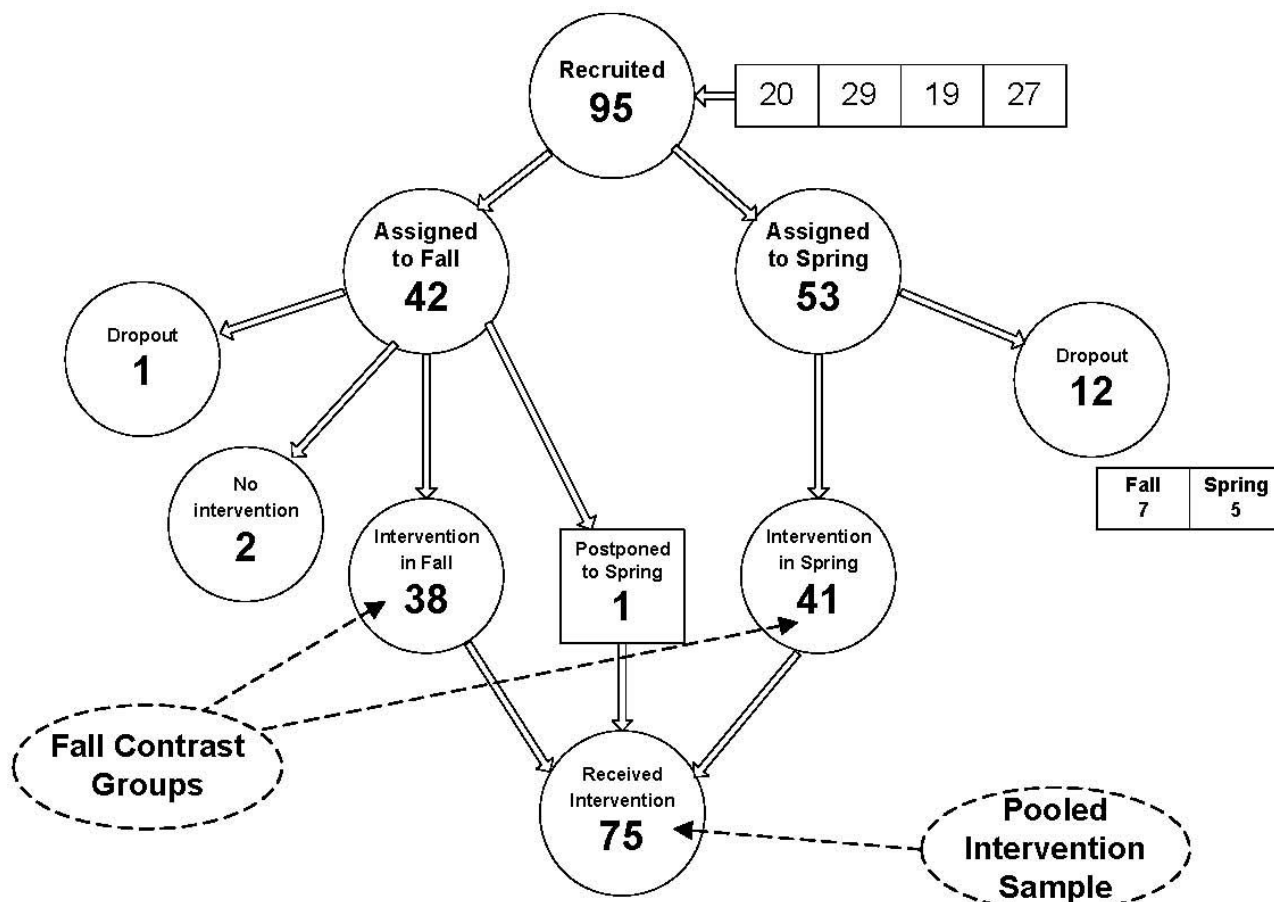 Recruited
95
20 29 19 27
Assigned
to Fall
42
Assigned
to Spring
53
Dropout
1
Dropout
12
No
intervention
2
Fall Spring
7 5
Intervention
in Fall
38
Postponed
to Spring
1
Intervention
in Spring
41
Fall Contrast
Groups
Received
Intervention
75
Pooled
Intervention
Sample